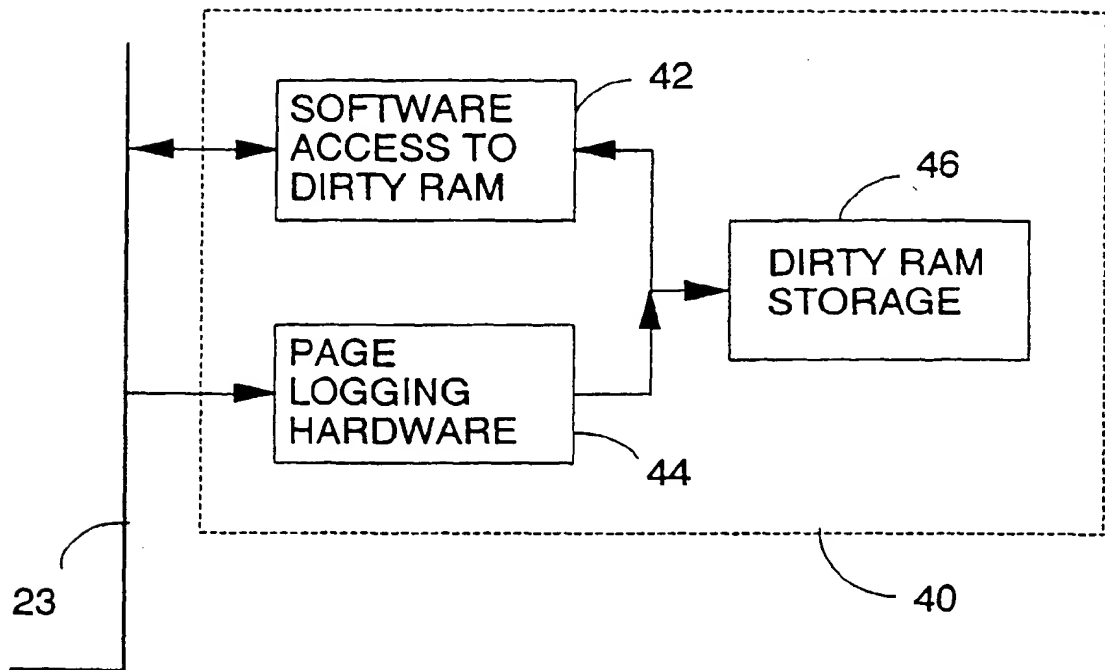 42
SOFTWARE
ACCESS TO
DIRTY RAM
46
DIRTY RAM
STORAGE
PAGE
LOGGING
HARDWARE
44
23
40